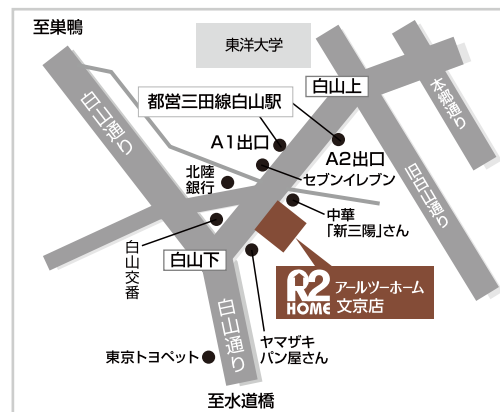 至巣鴨
東洋大学
白山上
本郷通り
白山通り
都営三田線白山駅
A1出口
A2出口
セブンイレブン
北陸
銀行
旧白山通り
中華
「新三陽」さん
白山交番
白山下
R2
HOME
アールツーホーム
文京店
白山通り
ヤマザキ
パン屋さん
東京トヨペット
至水道橋